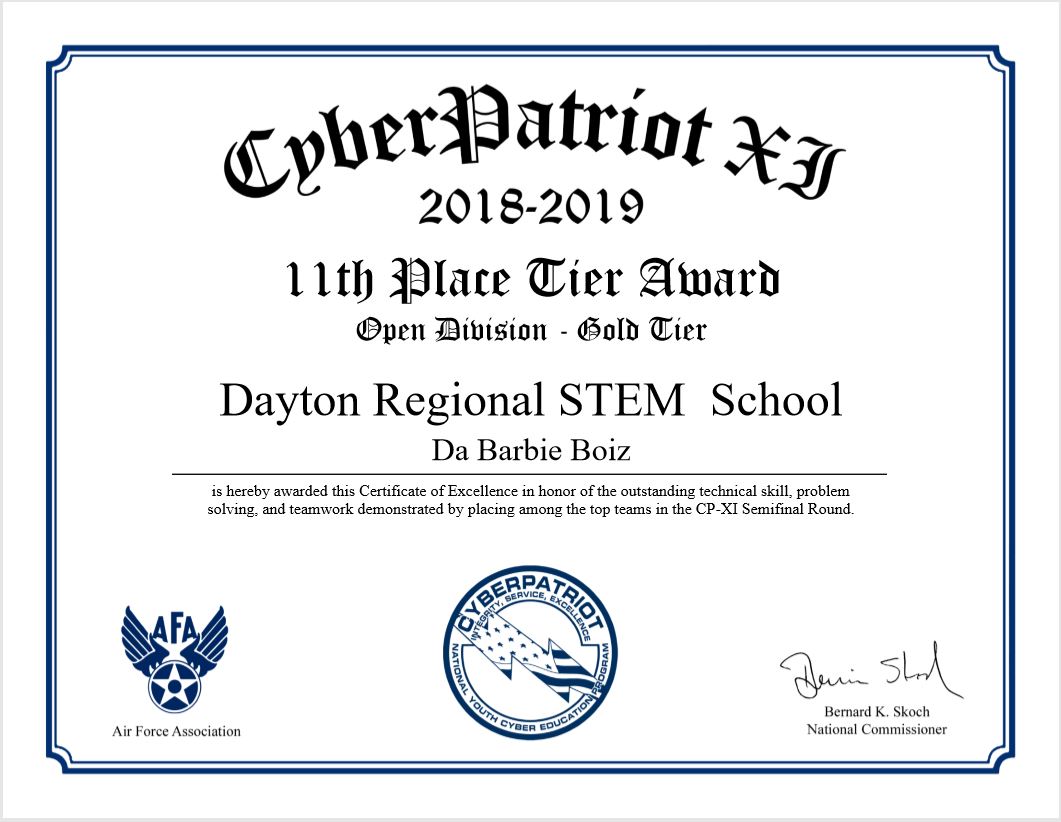 CyberPatriot XI
2018-2019
11th Place Tier Award
Open Division - Gold Tier
Dayton Regional STEM  School
Da Barbie Boiz
is hereby awarded this Certificate of Excellence in honor of the outstanding technical skill, problem
solving, and teamwork demonstrated by placing among the top teams in the CP-XI Semifinal Round.
AFA
Air Force Association
CYBERPATRIOT
INTEGRITY, SERVICE, EXCELLENCE
NATIONAL YOUTH CYBER EDUCATION PROGRAM
Bernard K. Skoch
National Commissioner